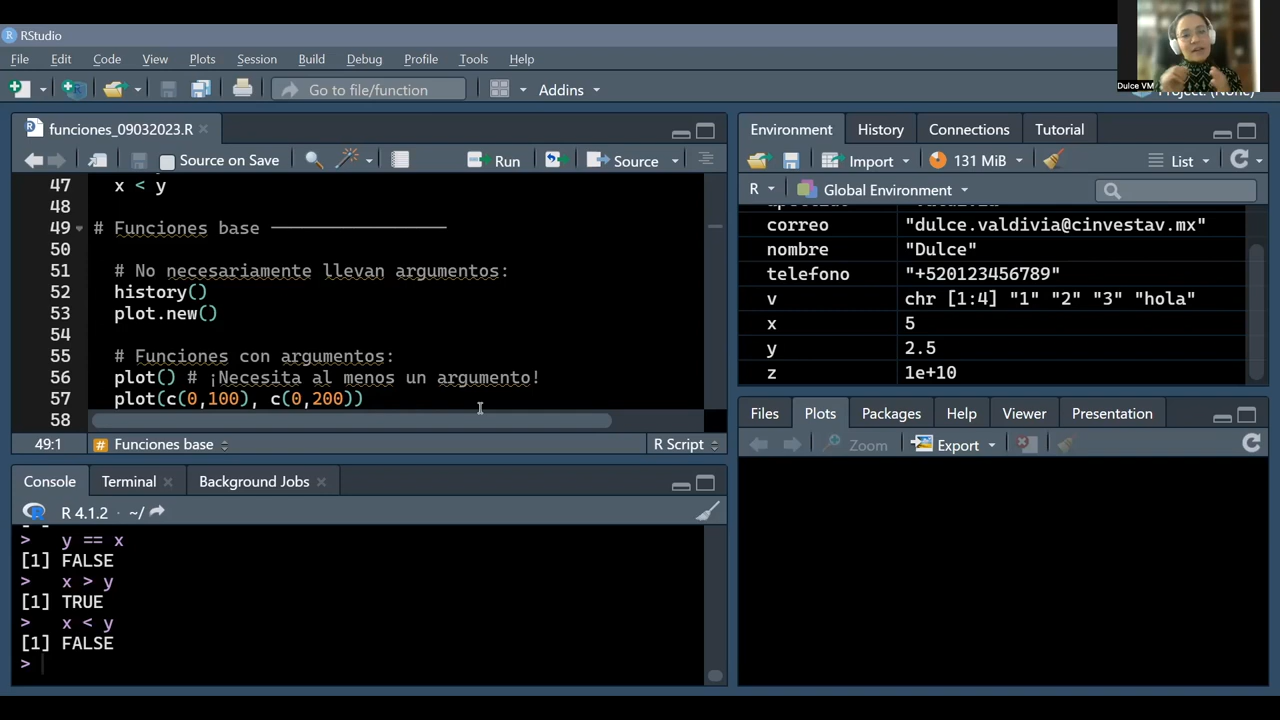 RStudio
File Edit Code View Plots Session Build Debug Profile Tools Help
Go to file/function Addins
Dulce VM
funciones_09032023.R
Source on Save Run Source
47 x < y
48
49 # Funciones base
50
51 # No necesariamente llevan argumentos:
52 history()
53 plot.new()
54
55 # Funciones con argumentos:
56 plot() # ¡Necesita al menos un argumento!
57 plot(c(0,100), c(0,200))
58
49:1 # Funciones base R Script
Console Terminal Background Jobs
R 4.1.2 · ~/
> y == x
[1] FALSE
> x > y
[1] TRUE
> x < y
[1] FALSE
>
Environment History Connections Tutorial
Import 131 MiB List
R Global Environment
correo "dulce.valdivia@cinvestav.mx"
nombre "Dulce"
telefono "+520123456789"
v chr [1:4] "1" "2" "3" "hola"
x 5
y 2.5
z 1e+10
Files Plots Packages Help Viewer Presentation
Zoom Export